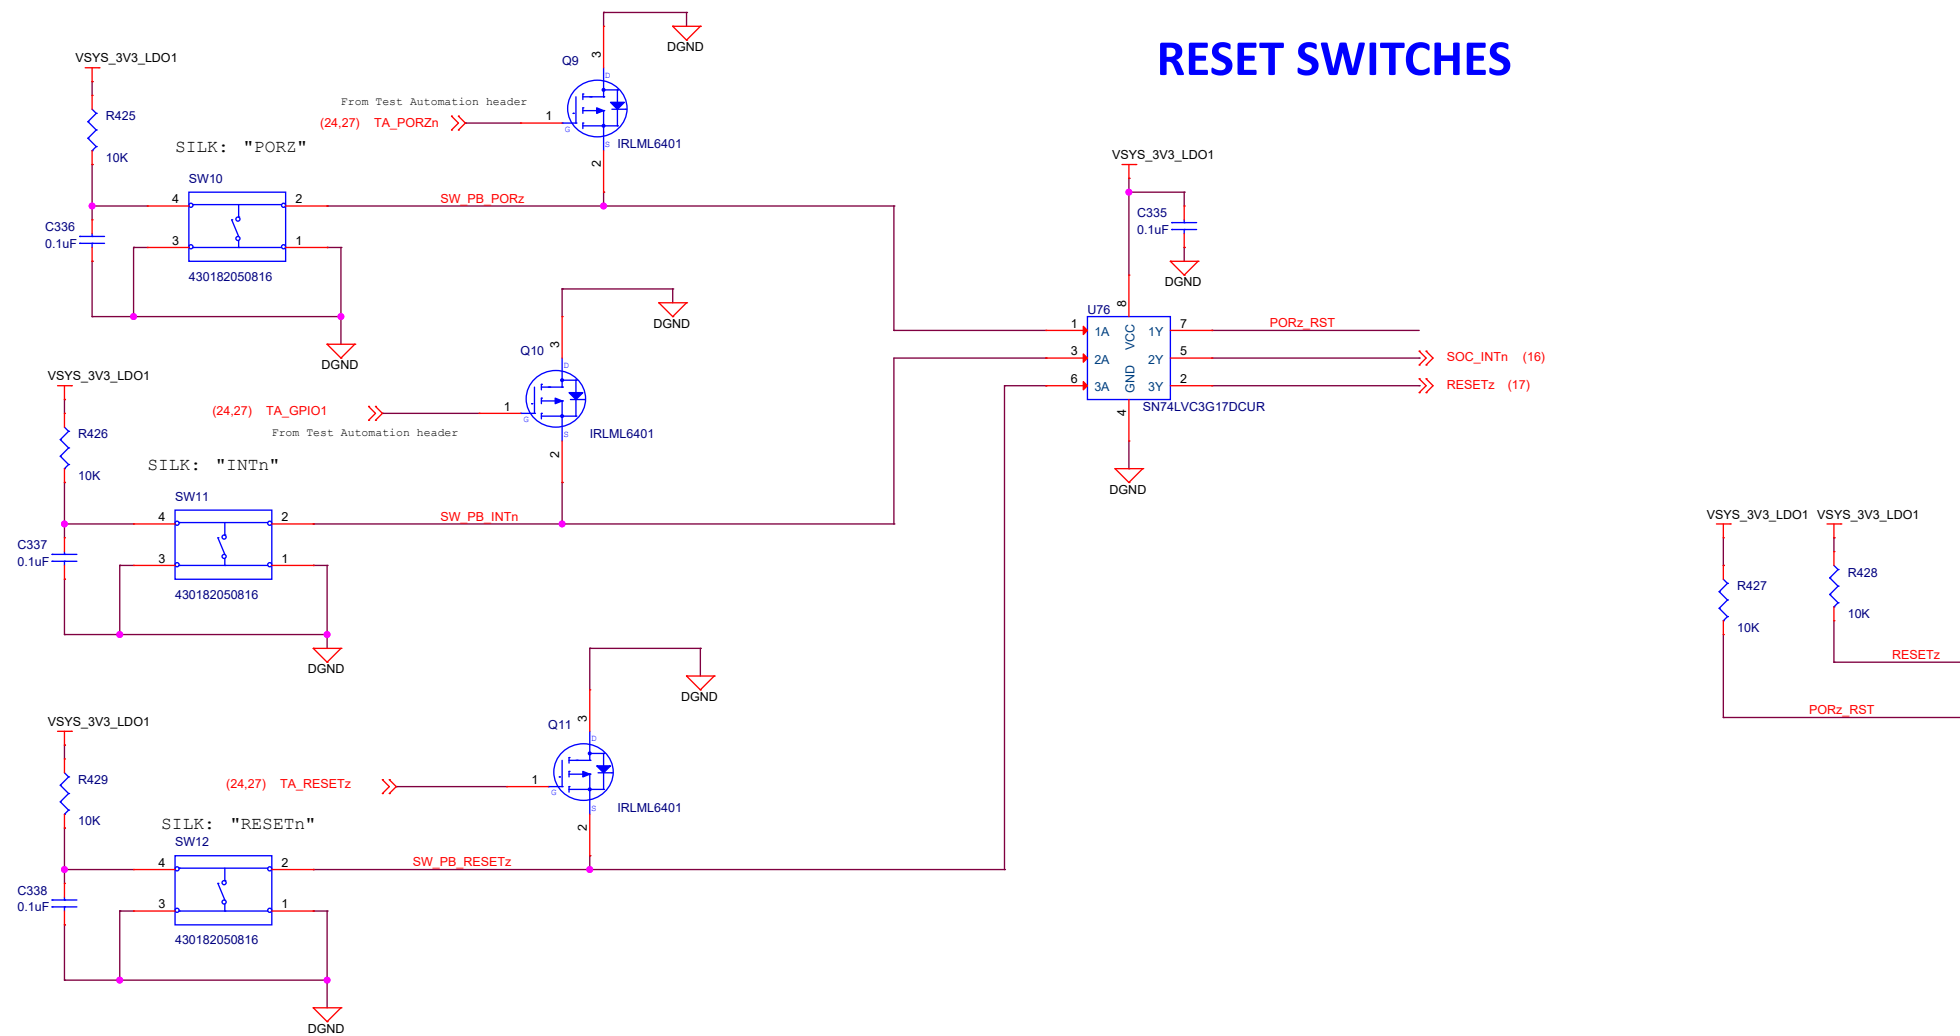 RESET SWITCHES
VSYS_3V3_LDO1
R425
10K
SILK: "PORZ"
SW10
4
2
3
1
430182050816
C336
0.1uF
DGND
From Test Automation header
(24,27) TA_PORZn
Q9
3
D
1
G
S
IRLML6401
2
DGND
SW_PB_PORz
VSYS_3V3_LDO1
R426
10K
SILK: "INTn"
SW11
4
2
3
1
430182050816
C337
0.1uF
DGND
(24,27) TA_GPIO1
From Test Automation header
Q10
3
D
1
G
S
IRLML6401
2
DGND
SW_PB_INTn
VSYS_3V3_LDO1
R429
10K
SILK: "RESETn"
SW12
4
2
3
1
430182050816
C338
0.1uF
DGND
(24,27) TA_RESETz
Q11
3
D
1
G
S
IRLML6401
2
DGND
SW_PB_RESETz
VSYS_3V3_LDO1
C335
0.1uF
DGND
U76
8
1 1A VCC 1Y 7
3 2A 2Y 5
6 3A GND 3Y 2
4
SN74LVC3G17DCUR
DGND
PORz_RST
SOC_INTn (16)
RESETz (17)
VSYS_3V3_LDO1 VSYS_3V3_LDO1
R427
10K
R428
10K
RESETz
PORz_RST